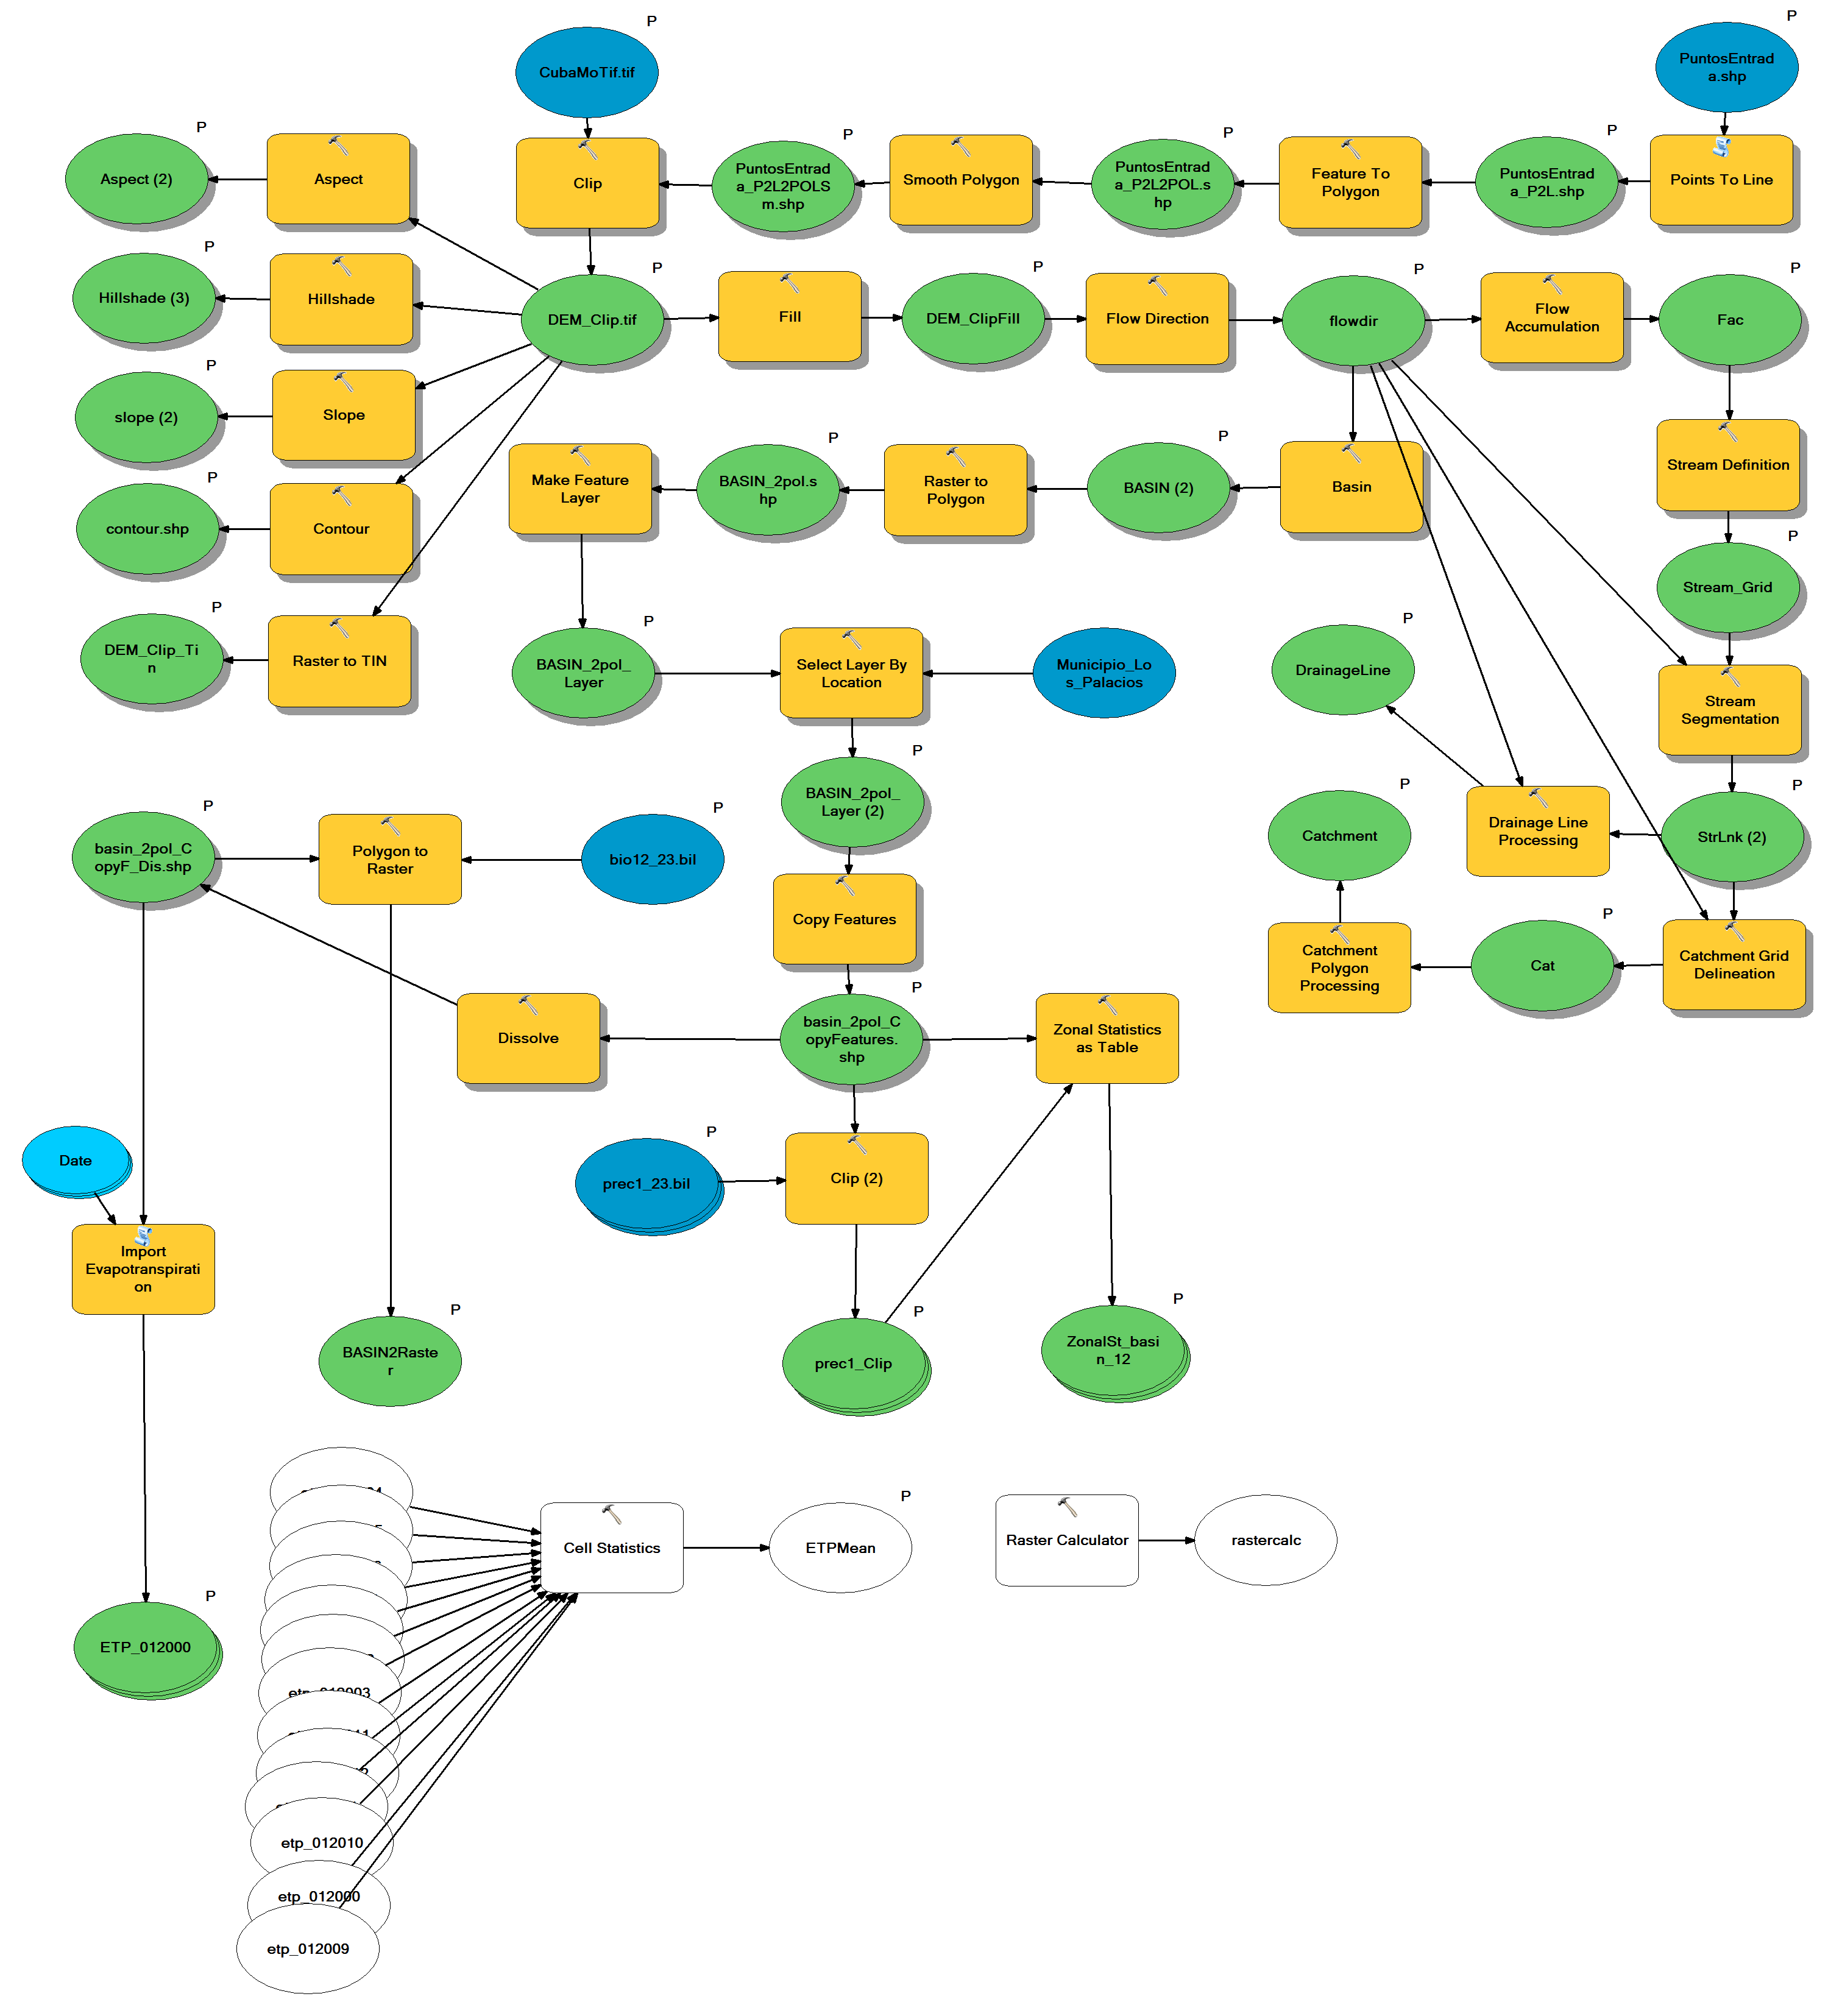 P
CubaMoTif.tif
P
PuntosEntrad
a.shp
P
Aspect (2)
Aspect
Clip
P
PuntosEntrad
a_P2L2POLS
m.shp
Smooth Polygon
P
PuntosEntrad
a_P2L2POL.s
hp
Feature To
Polygon
P
PuntosEntrad
a_P2L.shp
Points To Line
P
Hillshade (3)
Hillshade
P
DEM_Clip.tif
Fill
P
DEM_ClipFill
Flow Direction
P
flowdir
Flow
Accumulation
P
Fac
P
slope (2)
Slope
Stream Definition
P
contour.shp
Contour
Make Feature
Layer
P
BASIN_2pol.s
hp
Raster to
Polygon
P
BASIN (2)
Basin
P
Stream_Grid
P
DEM_Clip_Ti
n
Raster to TIN
P
BASIN_2pol_
Layer
Select Layer By
Location
Municipio_Lo
s_Palacios
P
DrainageLine
Stream
Segmentation
P
BASIN_2pol_
Layer (2)
P
Catchment
Drainage Line
Processing
P
StrLnk (2)
P
basin_2pol_C
opyF_Dis.shp
Polygon to
Raster
P
bio12_23.bil
Copy Features
Catchment
Polygon
Processing
P
Cat
Catchment Grid
Delineation
Dissolve
P
basin_2pol_C
opyFeatures.
shp
Zonal Statistics
as Table
Date
P
prec1_23.bil
Clip (2)
Import
Evapotranspirati
on
P
BASIN2Raste
r
P
prec1_Clip
P
ZonalSt_basi
n_12
Cell Statistics
P
ETPMean
Raster Calculator
rastercalc
P
ETP_012000
etp_012003
etp_012010
etp_012000
etp_012009